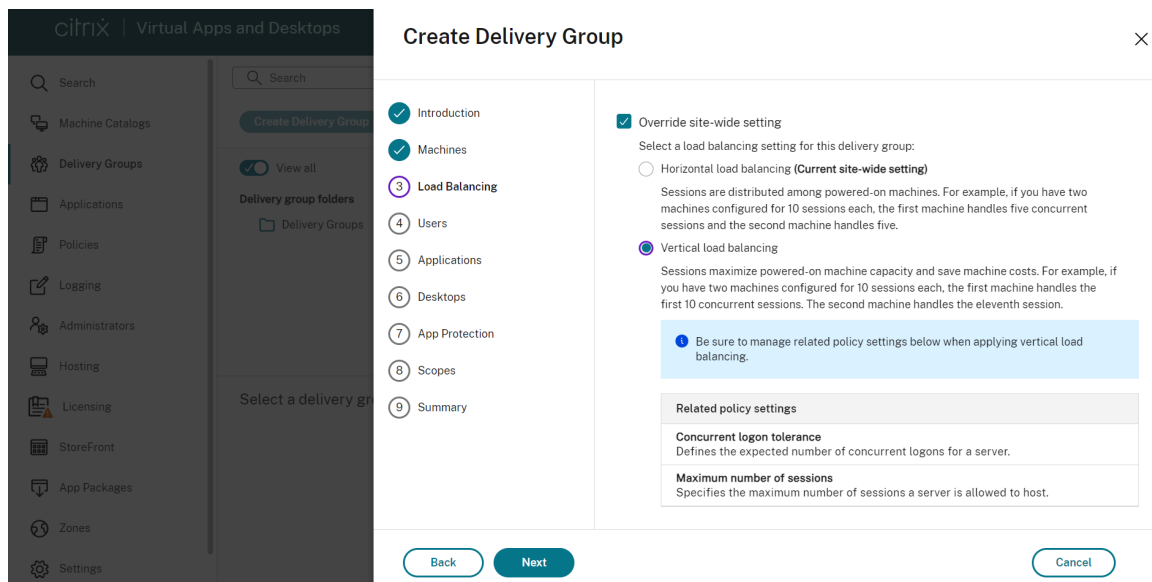 citrix | Virtual Apps and Desktops
Search
Machine Catalogs
Delivery Groups
Applications
Policies
Logging
Administrators
Hosting
Licensing
StoreFront
App Packages
Zones
Settings
Search
Create Delivery Group
View all
Delivery group folders
Delivery Groups
Select a delivery gr
Create Delivery Group
Introduction
Machines
3 Load Balancing
4 Users
5 Applications
6 Desktops
7 App Protection
8 Scopes
9 Summary
Override site-wide setting
Select a load balancing setting for this delivery group:
Horizontal load balancing (Current site-wide setting)
Sessions are distributed among powered-on machines. For example, if you have two
machines configured for 10 sessions each, the first machine handles five concurrent
sessions and the second machine handles five.
Vertical load balancing
Sessions maximize powered-on machine capacity and save machine costs. For example, if
you have two machines configured for 10 sessions each, the first machine handles the
first 10 concurrent sessions. The second machine handles the eleventh session.
Be sure to manage related policy settings below when applying vertical load
balancing.
Related policy settings
Concurrent logon tolerance
Defines the expected number of concurrent logons for a server.
Maximum number of sessions
Specifies the maximum number of sessions a server is allowed to host.
Back
Next
Cancel